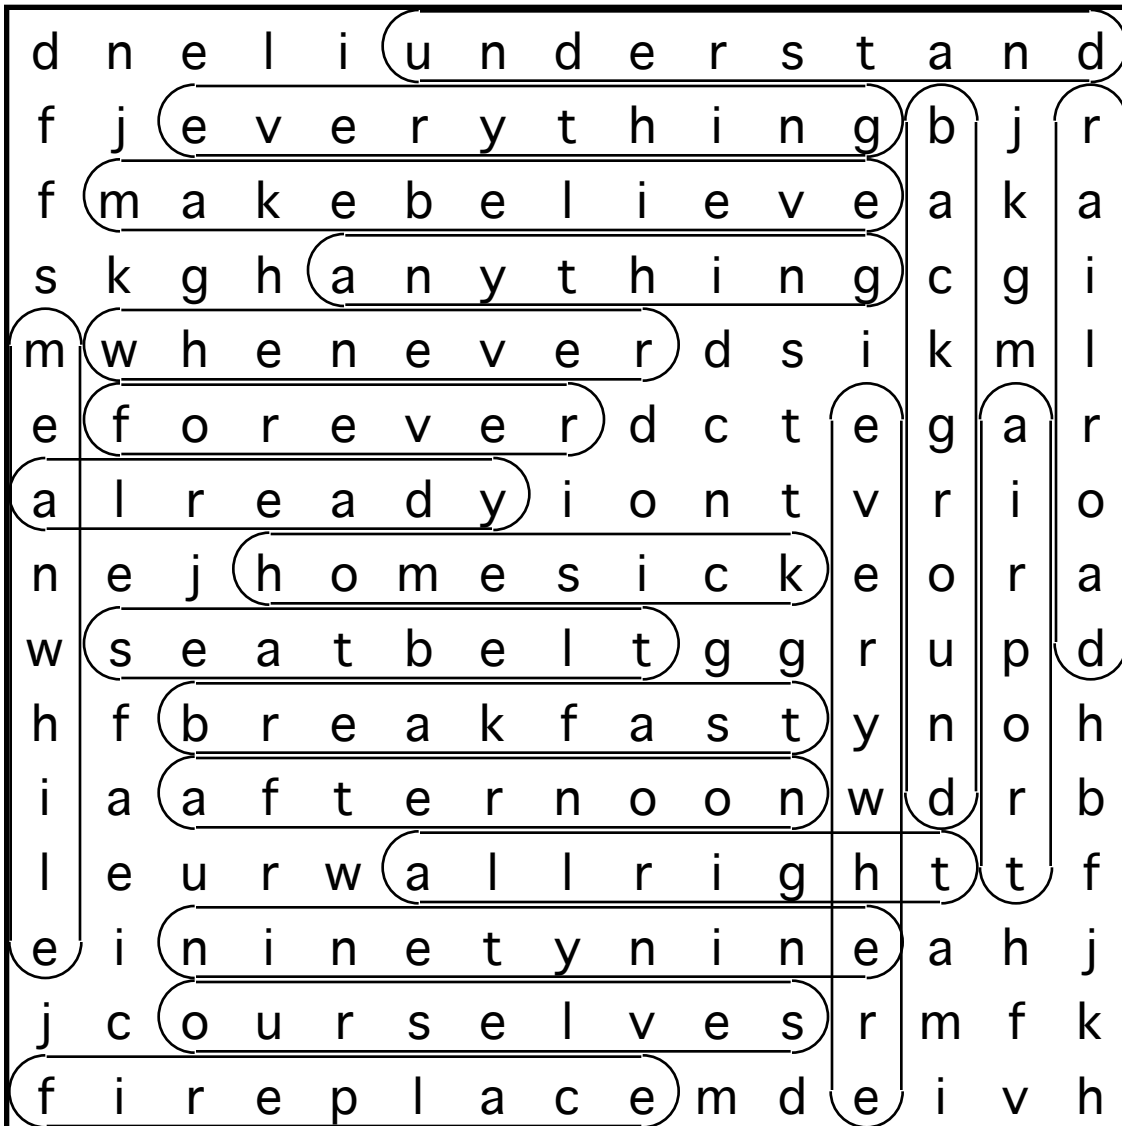 d n e l i u n d e r s t a n d
f j e v e r y t h i n g b j r
f m a k e b e l i e v e a k a
s k g h a n y t h i n g c g i
m w h e n e v e r d s i k m l
e f o r e v e r d c t e g a r
a l r e a d y i o n t v r i o
n e j h o m e s i c k e o r a
w s e a t b e l t g g r u p d
h f b r e a k f a s t y n o h
i a a f t e r n o o n w d r b
l e u r w a l l r i g h t t f
e i n i n e t y n i n e a h j
j c o u r s e l v e s r m f k
f i r e p l a c e m d e i v h